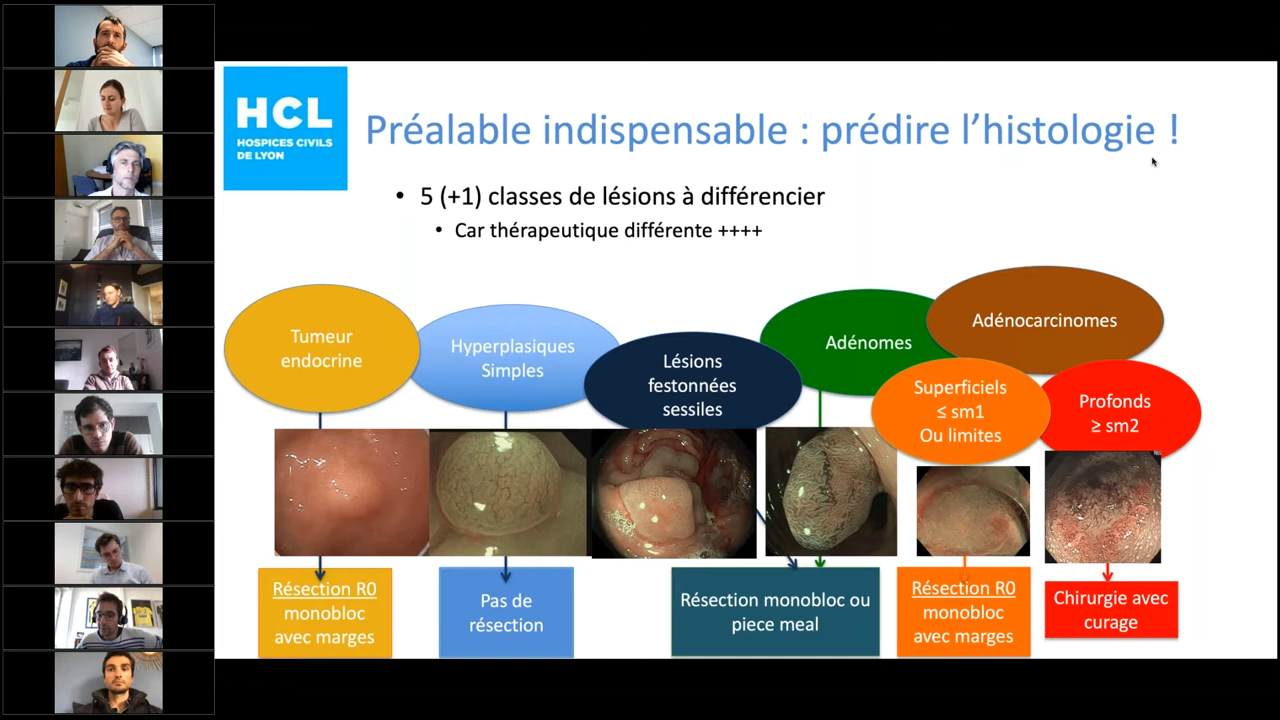 HCL
HOSPICES CIVILS
DE LYON
Préalable indispensable : prédire l'histologie !
• 5 (+1) classes de lésions à différencier
• Car thérapeutique différente ++++
Tumeur
endocrine
Hyperplasiques
Simples
Lésions
festonnées
sessiles
Adénomes
Adénocarcinomes
Superficiels
≤ sm1
Ou limites
Profonds
≥ sm2
Résection R0
monobloc
avec marges
Pas de
résection
Résection monobloc ou
piece meal
Résection R0
monobloc
avec marges
Chirurgie avec
curage